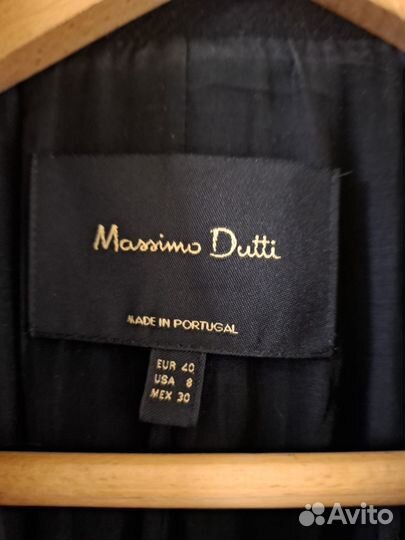 Massimo Dutti
MADE IN PORTUGAL
EUR 40
USA 8
MEX 30
Avito